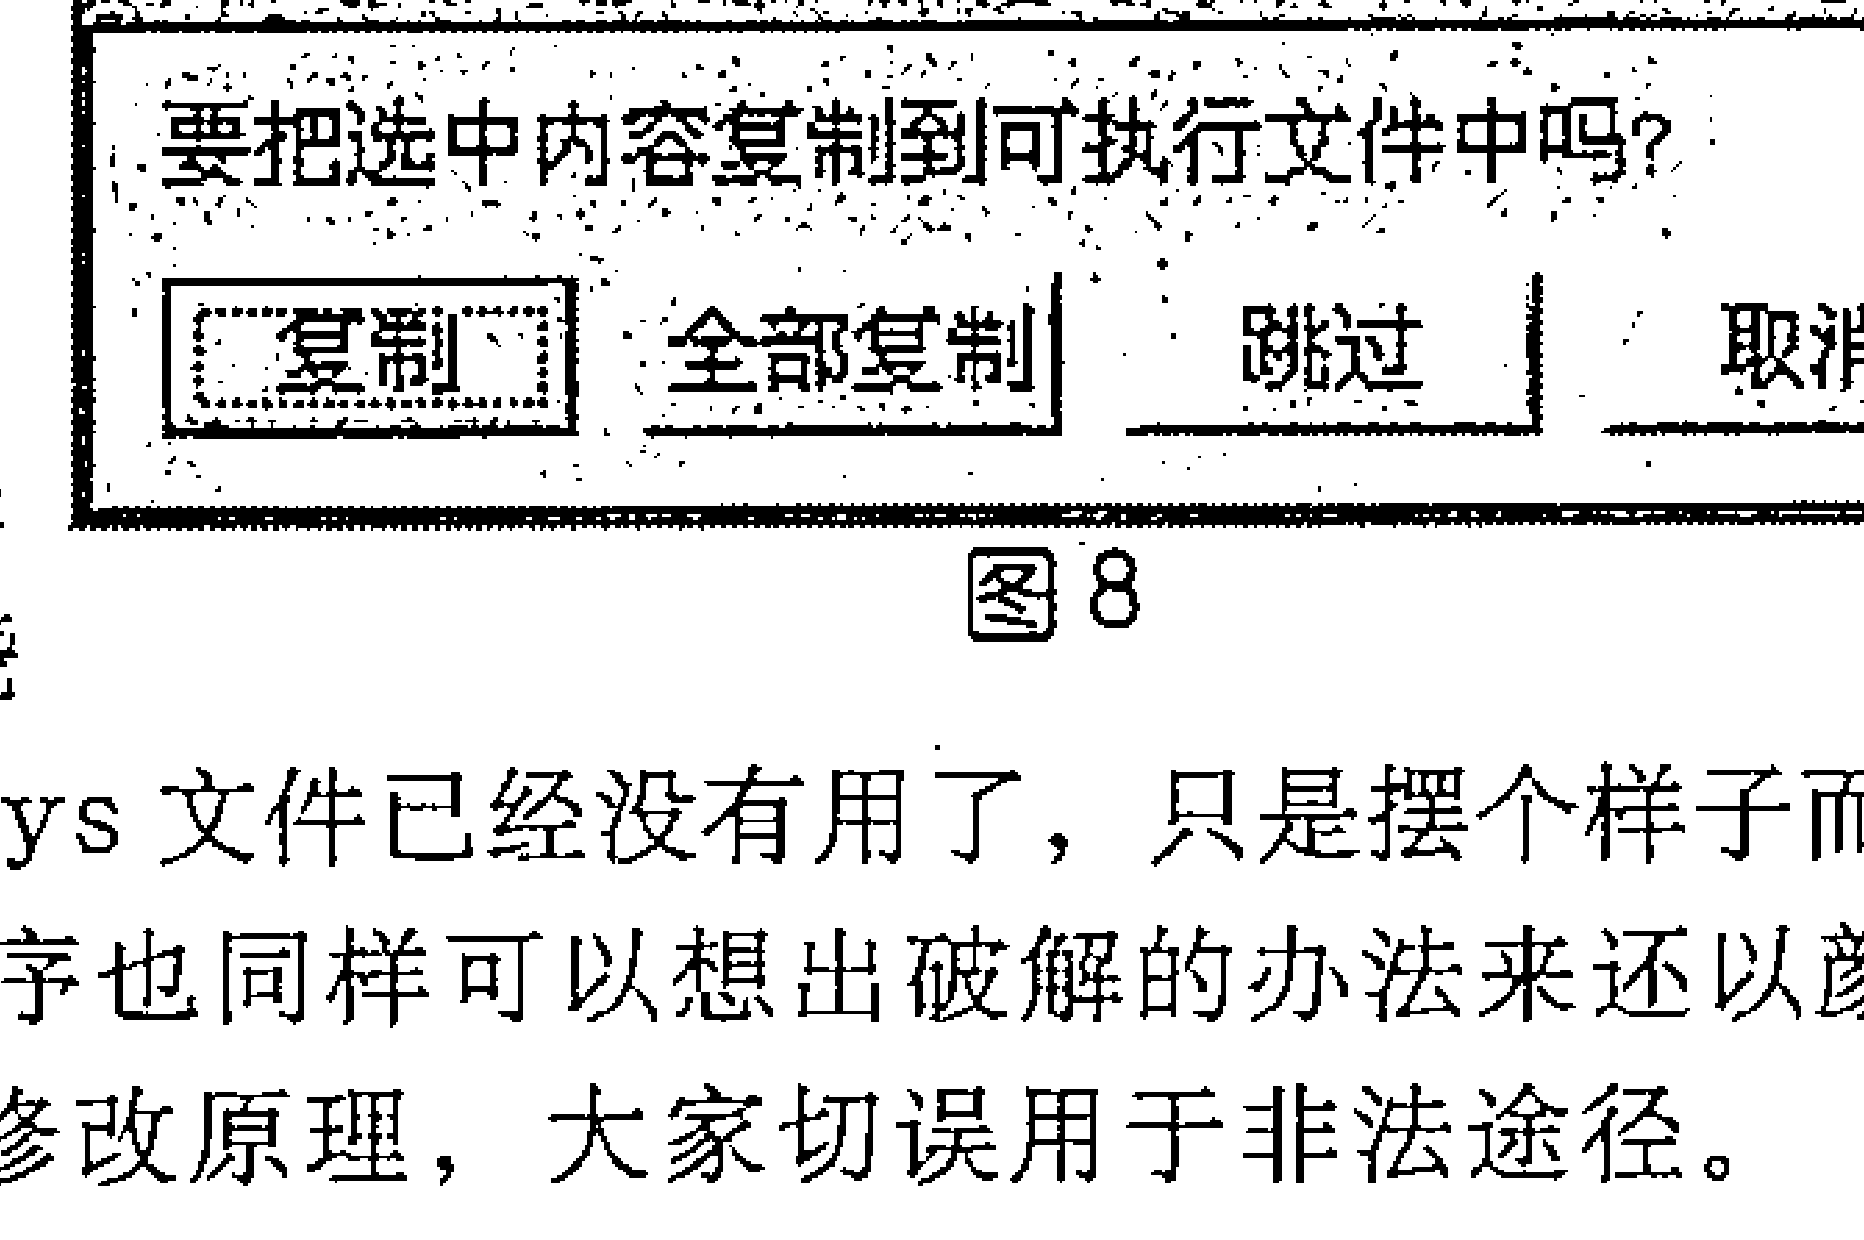 要把选中内容复制到可执行文件中吗?
复制 全部复制 跳过 取消
图 8
ys 文件已经没有用了，只是摆个样子而
序也同样可以想出破解的办法来还以颜
修改原理，大家切误用于非法途径。